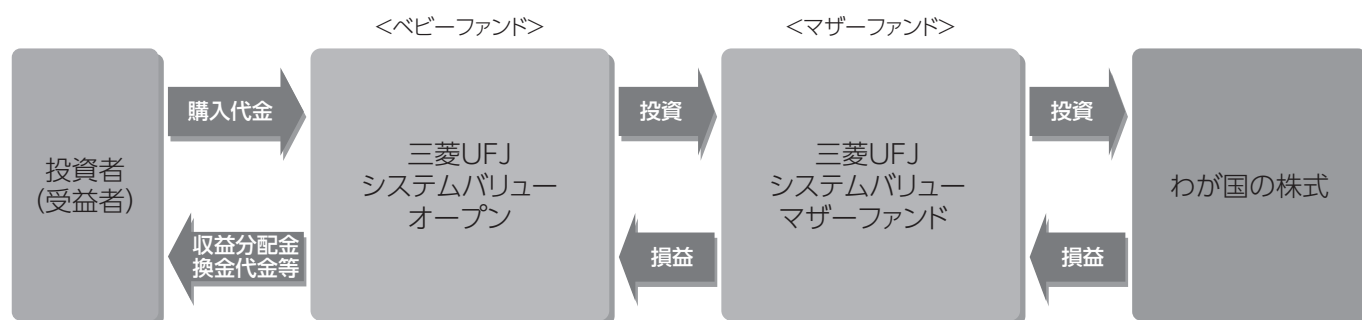 <ベビーファンド>
<マザーファンド>
投資者
(受益者)
購入代金
収益分配金
換金代金等
三菱UFJ
システムバリュー
オープン
投資
損益
三菱UFJ
システムバリュー
マザーファンド
投資
損益
わが国の株式